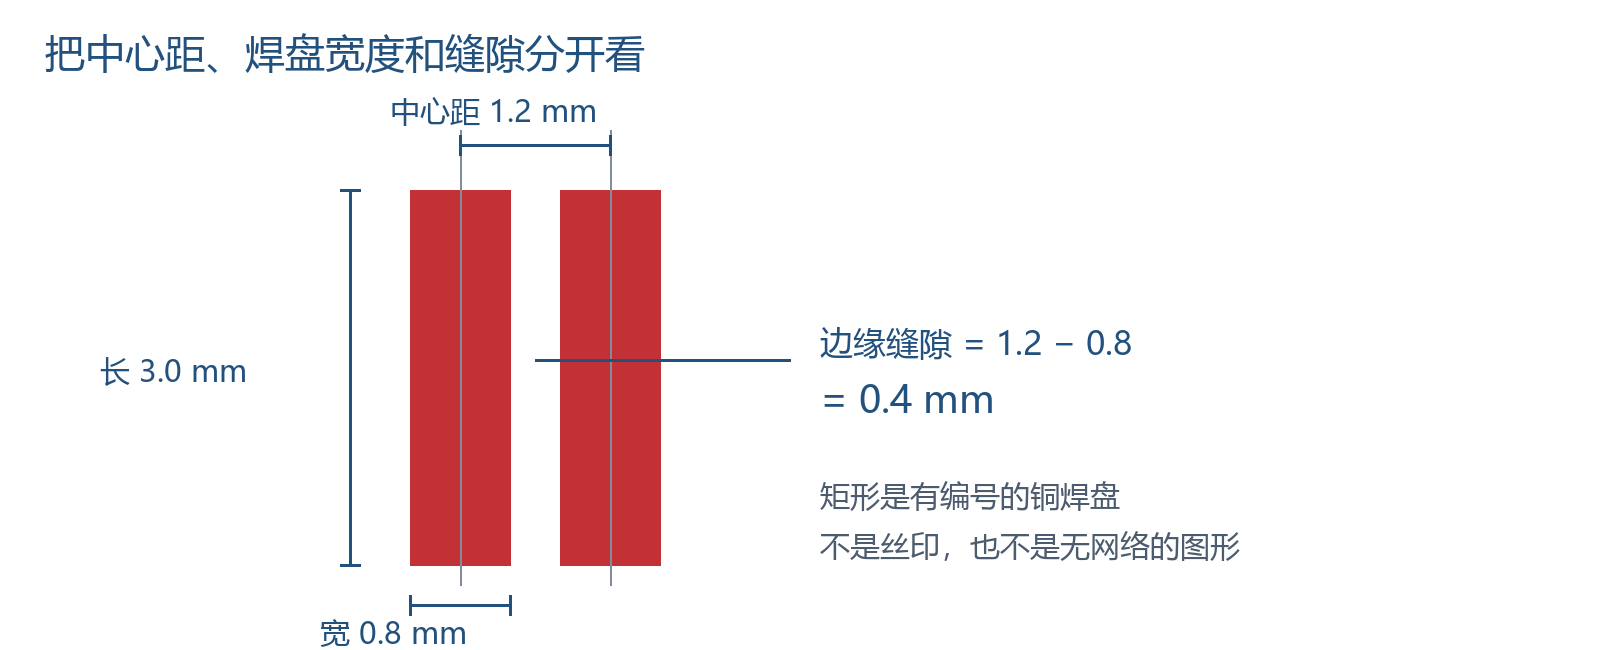 把中心距、焊盘宽度和缝隙分开看
中心距 1.2 mm
长 3.0 mm
边缘缝隙 = 1.2 − 0.8
= 0.4 mm
矩形是有编号的铜焊盘
不是丝印，也不是无网络的图形
宽 0.8 mm